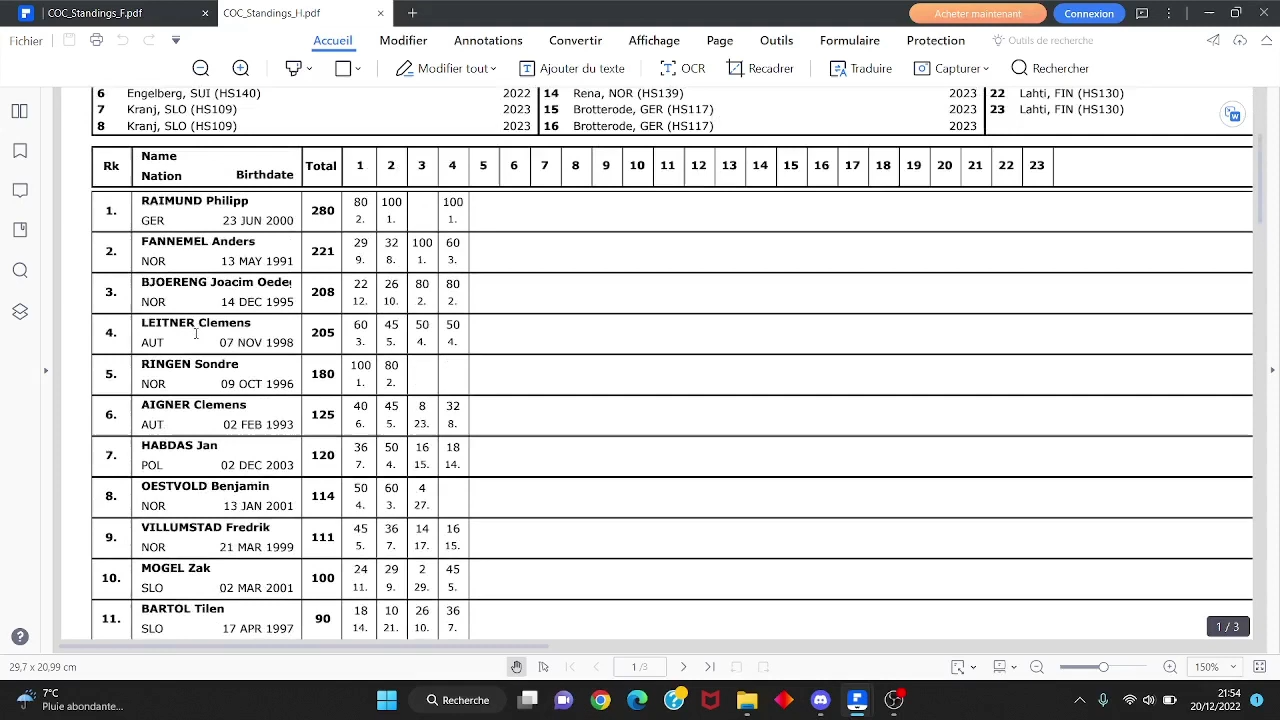 COC_Standings_F.pdf
COC_Standings_H.pdf
Acheter maintenant
Connexion
Fichier
Accueil Modifier Annotations Convertir Affichage Page Outils Formulaire Protection Outils de recherche
Modifier tout Ajouter du texte OCR Recadrer Traduire Capturer Rechercher
6 Engelberg, SUI (HS140) 2022 14 Rena, NOR (HS139) 2023 22 Lahti, FIN (HS130)
7 Kranj, SLO (HS109) 2023 15 Brotterode, GER (HS117) 2023 23 Lahti, FIN (HS130)
8 Kranj, SLO (HS109) 2023 16 Brotterode, GER (HS117) 2023
Rk Name Nation Birthdate Total 1 2 3 4 5 6 7 8 9 10 11 12 13 14 15 16 17 18 19 20 21 22 23
1. RAIMUND Philipp 280 80 100 100
GER 23 JUN 2000 2. 1. 1.
2. FANNEMEL Anders 221 29 32 100 60
NOR 13 MAY 1991 9. 8. 1. 3.
3. BJOERENG Joacim Oedeg 208 22 26 80 80
NOR 14 DEC 1995 12. 10. 2. 2.
4. LEITNER Clemens 205 60 45 50 50
AUT 07 NOV 1998 3. 5. 4. 4.
5. RINGEN Sondre 180 100 80
NOR 09 OCT 1996 1. 2.
6. AIGNER Clemens 125 40 45 8 32
AUT 02 FEB 1993 6. 5. 23. 8.
7. HABDAS Jan 120 36 50 16 18
POL 02 DEC 2003 7. 4. 15. 14.
8. OESTVOLD Benjamin 114 50 60 4
NOR 13 JAN 2001 4. 3. 27.
9. VILLUMSTAD Fredrik 111 45 36 14 16
NOR 21 MAR 1999 5. 7. 17. 15.
10. MOGEL Zak 100 24 29 2 45
SLO 02 MAR 2001 11. 9. 29. 5.
11. BARTOL Tilen 90 18 10 26 36
SLO 17 APR 1997 14. 21. 10. 7.
1 / 3
29,7 x 20,99 cm
1 /3
150%
7°C
Pluie abondante...
Recherche
21:54
20/12/2022
1